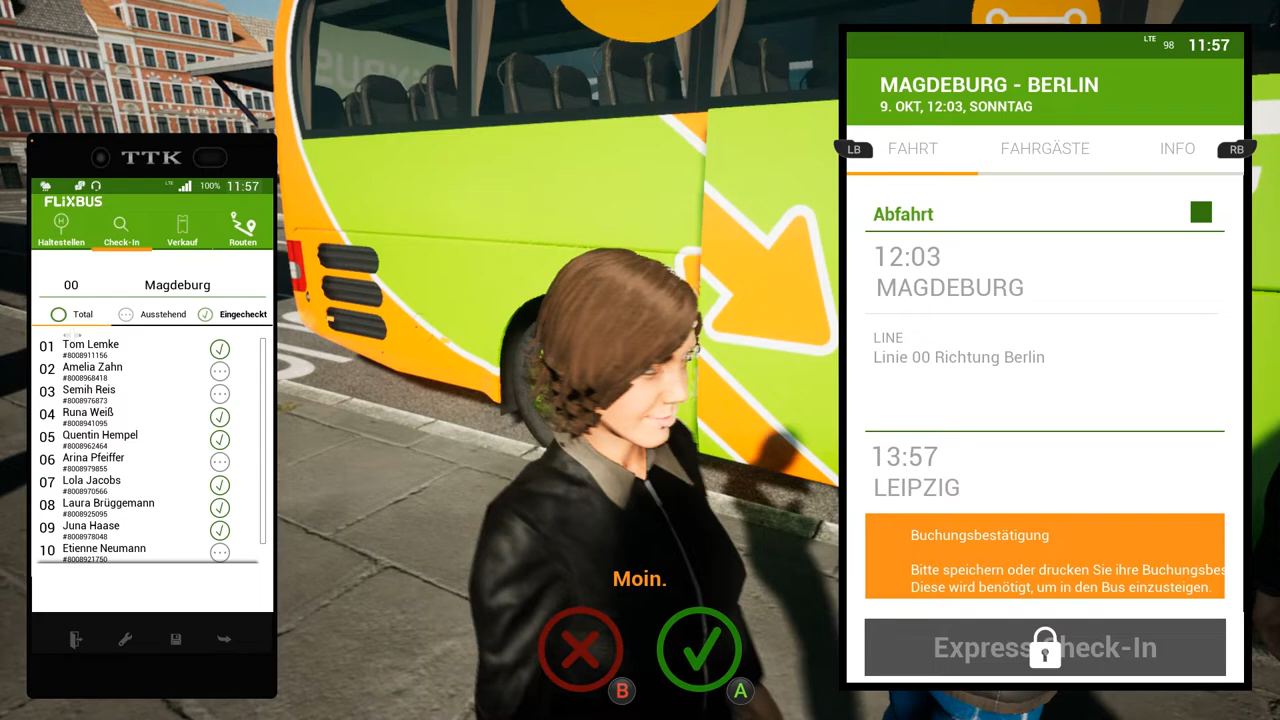 TTK
LTE 100% 11:57
FLiXBUS
Haltestellen Check-In Verkauf Routen
00 Magdeburg
Total Ausstehend Eingecheckt
01 Tom Lemke
#8008911156
02 Amelia Zahn
#8008968418
03 Semih Reis
#8008976873
04 Runa Weiß
#8008941095
05 Quentin Hempel
#8008962464
06 Arina Pfeiffer
#8008979855
07 Lola Jacobs
#8008970566
08 Laura Brüggemann
#8008925095
09 Juna Haase
#8008978048
10 Etienne Neumann
#8008921750
Moin.
B
A
LTE 98 11:57
MAGDEBURG - BERLIN
9. OKT, 12:03, SONNTAG
LB FAHRT FAHRGÄSTE INFO RB
Abfahrt
12:03
MAGDEBURG
LINE
Linie 00 Richtung Berlin
13:57
LEIPZIG
Buchungsbestätigung
Bitte speichern oder drucken Sie ihre Buchungsbes
Diese wird benötigt, um in den Bus einzusteigen.
Express Check-In